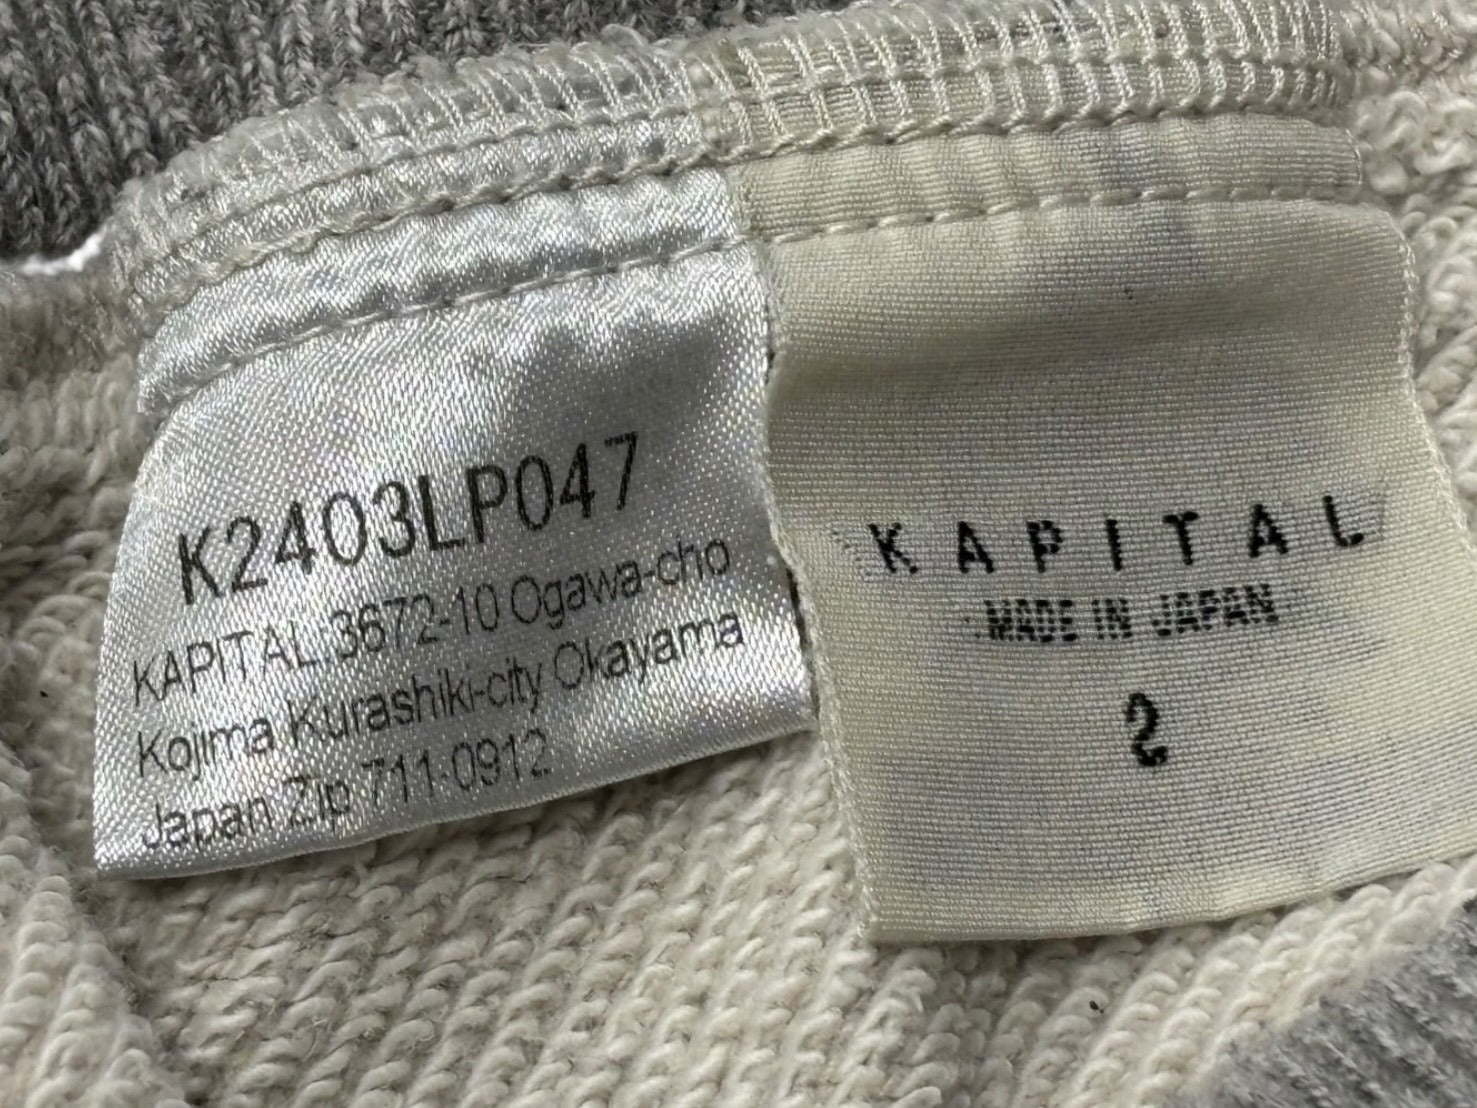 K2403LP047
KAPITAL:3672-10 Ogawa-cho
Kojima Kurashiki-city Okayama
Japan Zip 711-0912
KAPITAL
MADE IN JAPAN
2